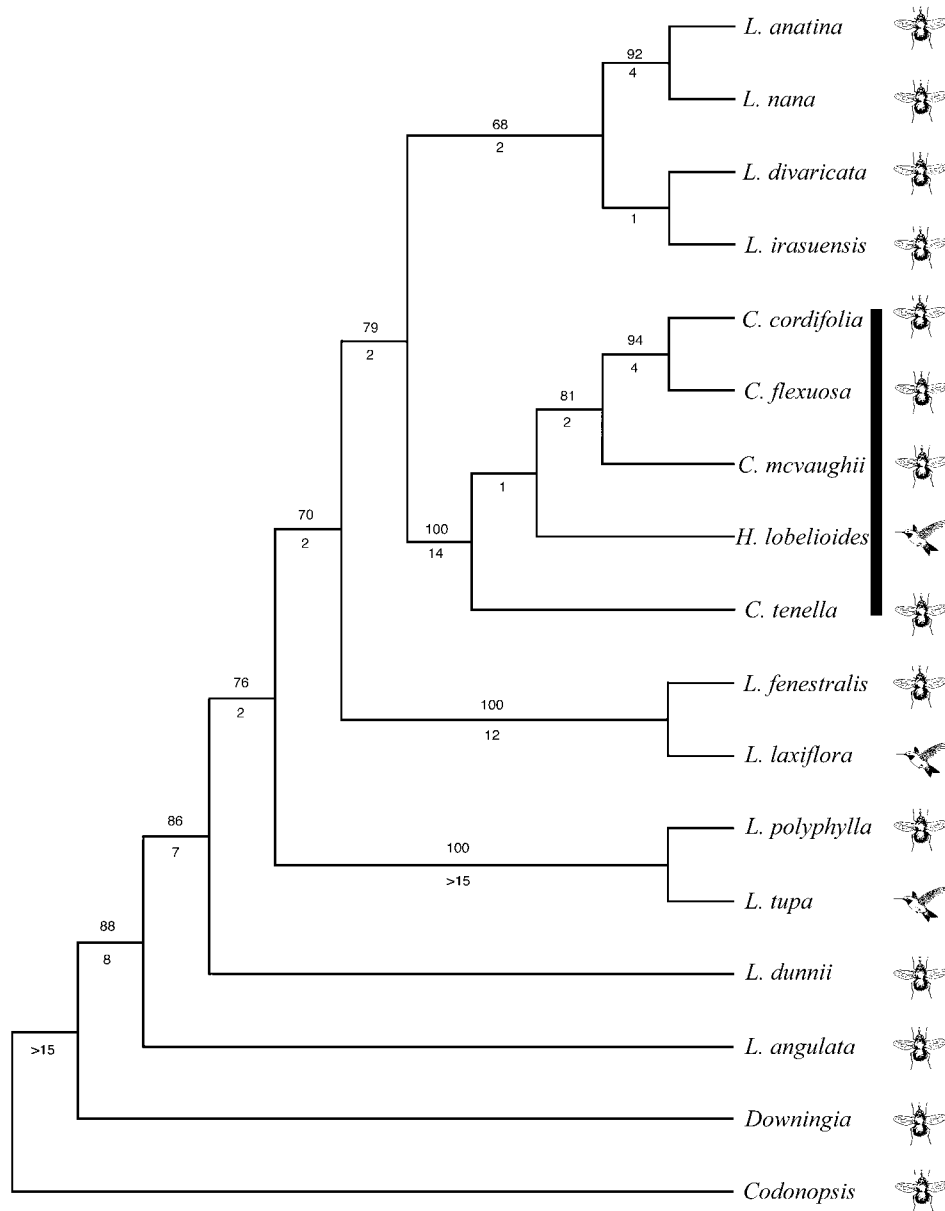 L. anatina
92
4
L. nana
68
2
L. divaricata
1
L. irasuensis
C. cordifolia
79
2
94
4
C. flexuosa
81
2
C. mcvaughii
1
70
2
100
14
H. lobelioides
C. tenella
76
2
L. fenestralis
100
12
L. laxiflora
86
7
L. polyphylla
100
>15
L. tupa
88
8
L. dunnii
>15
L. angulata
Downingia
Codonopsis